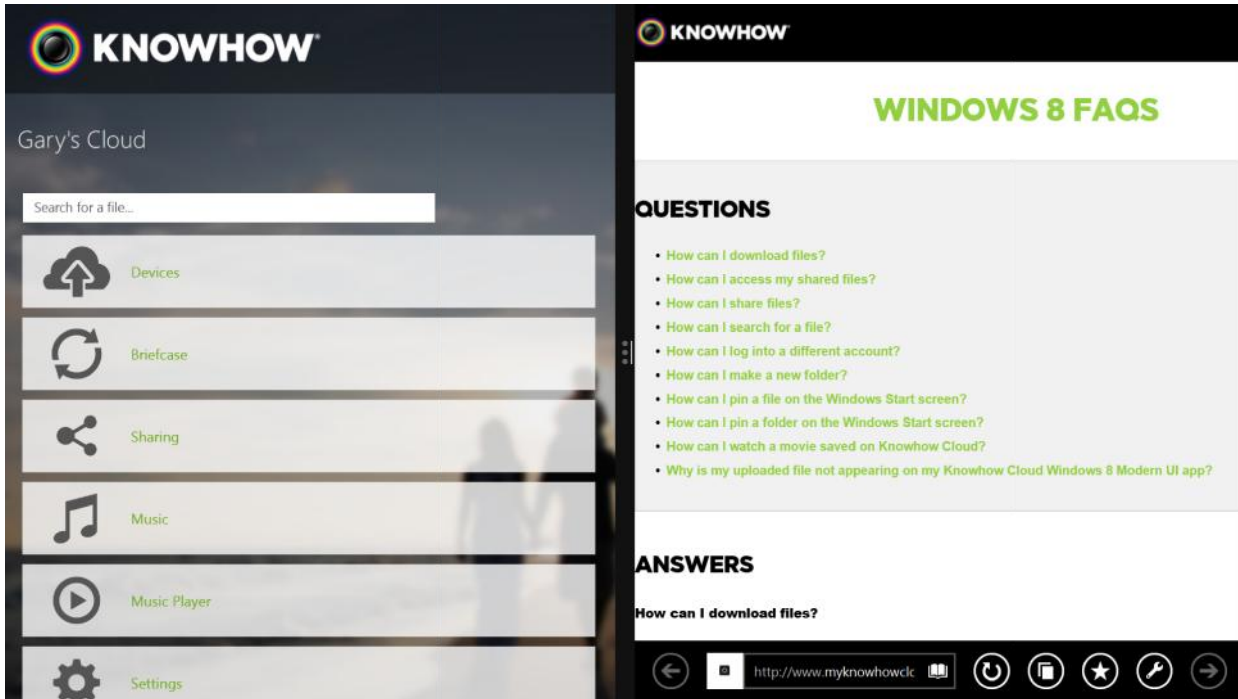 KNOWHOW
Gary's Cloud
Search for a file...
Devices
Briefcase
Sharing
Music
Music Player
Settings
KNOWHOW
WINDOWS 8 FAQS
QUESTIONS
• How can I download files?
• How can I access my shared files?
• How can I share files?
• How can I search for a file?
• How can I log into a different account?
• How can I make a new folder?
• How can I pin a file on the Windows Start screen?
• How can I pin a folder on the Windows Start screen?
• How can I watch a movie saved on Knowhow Cloud?
• Why is my uploaded file not appearing on my Knowhow Cloud Windows 8 Modern UI app?
ANSWERS
How can I download files?
http://www.myknowhowclc